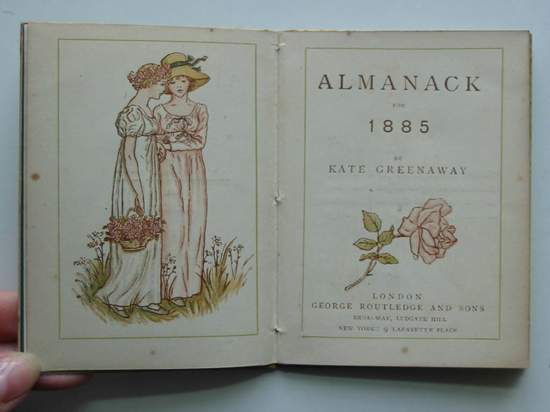 ALMANACK
FOR
1885
BY
KATE GREENAWAY
LONDON
GEORGE ROUTLEDGE AND SONS
BROADWAY, LUDGATE HILL
NEW YORK: 9 LAFAYETTE PLACE